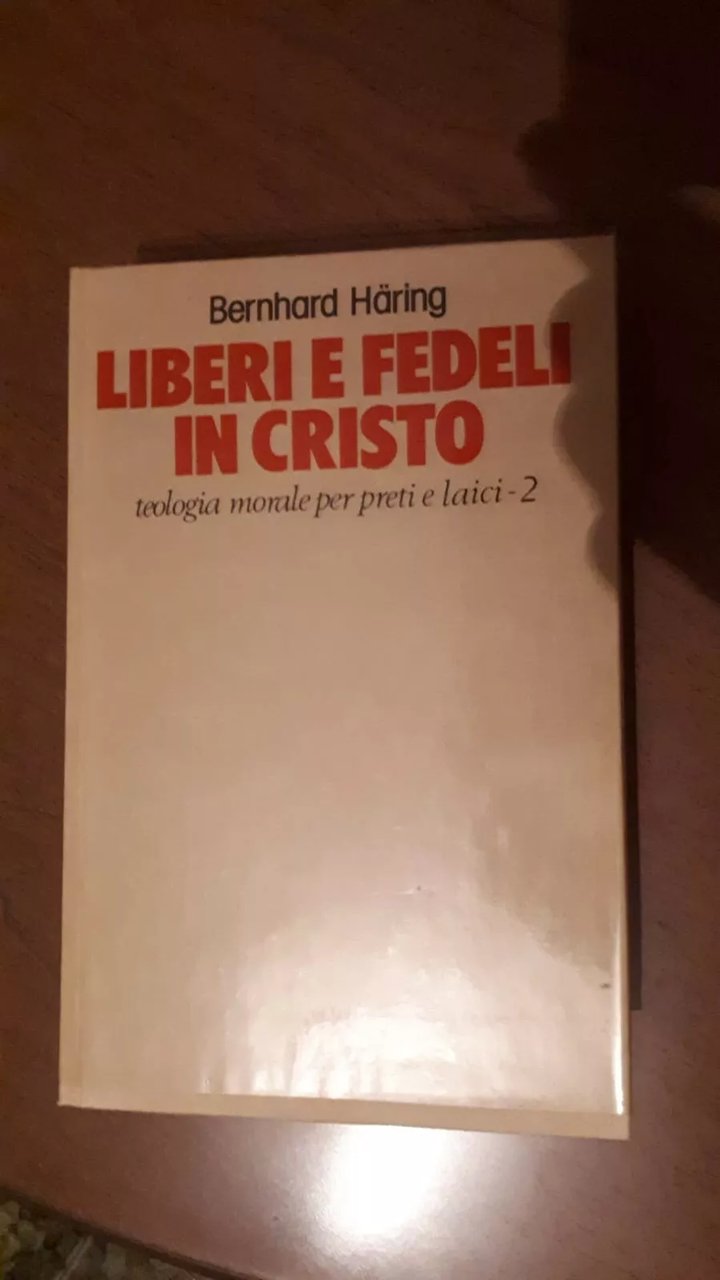 Bernhard Häring
LIBERI E FEDELI
IN CRISTO
teologia morale per preti e laici - 2